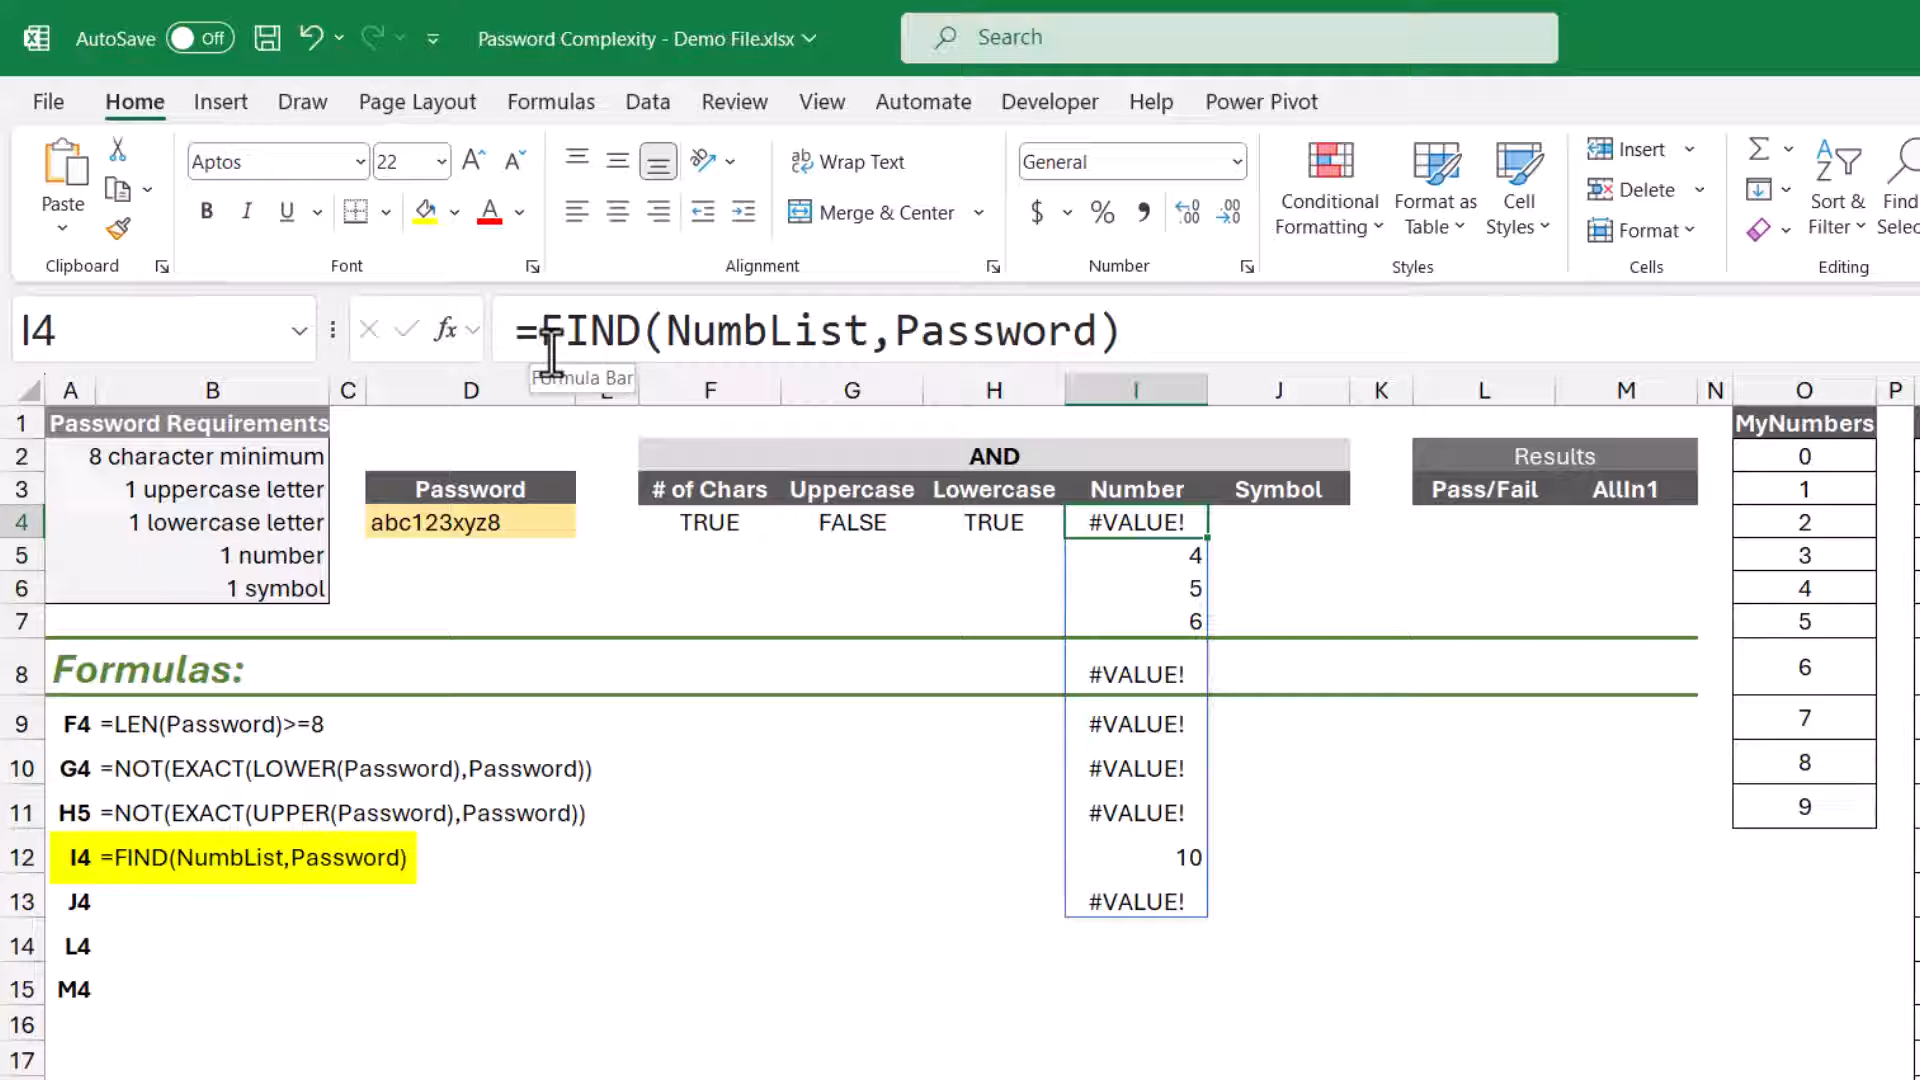 AutoSave Off Password Complexity - Demo File.xlsx Search
File Home Insert Draw Page Layout Formulas Data Review View Automate Developer Help Power Pivot
Paste
Clipboard
Aptos 22
B I U A
Font
ab Wrap Text
Merge & Center
Alignment
General
$ % 9 .00
Number
Conditional Formatting
Format as Table
Cell Styles
Styles
Insert
Delete
Format
Cells
Sort & Filter
Find
Editing
I4 fx =FIND(NumbList,Password)
Formula Bar
A B C D F G H I J K L M N O P
1 Password Requirements MyNumbers
2 8 character minimum AND Results 0
3 1 uppercase letter Password # of Chars Uppercase Lowercase Number Symbol Pass/Fail AllIn1 1
4 1 lowercase letter abc123xyz8 TRUE FALSE TRUE #VALUE! 2
5 1 number 4 3
6 1 symbol 5 4
7 6 5
8 Formulas: #VALUE! 6
9 F4 =LEN(Password)>=8 #VALUE! 7
10 G4 =NOT(EXACT(LOWER(Password),Password)) #VALUE! 8
11 H5 =NOT(EXACT(UPPER(Password),Password)) #VALUE! 9
12 I4 =FIND(NumbList,Password) 10
13 J4 #VALUE!
14 L4
15 M4
16
17